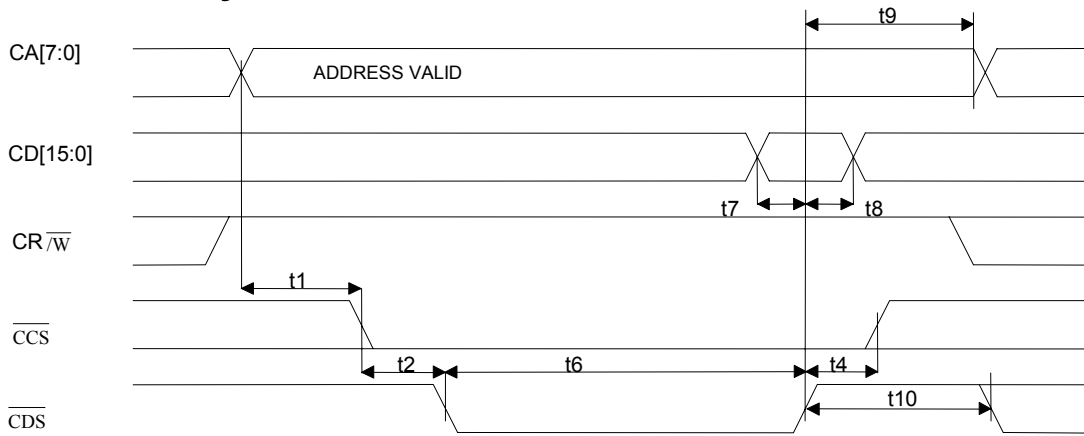 t9
CA[7:0]
ADDRESS VALID
CD[15:0]
t7
t8
CR /W
t1
CCS
t2
t6
t4
t10
CDS